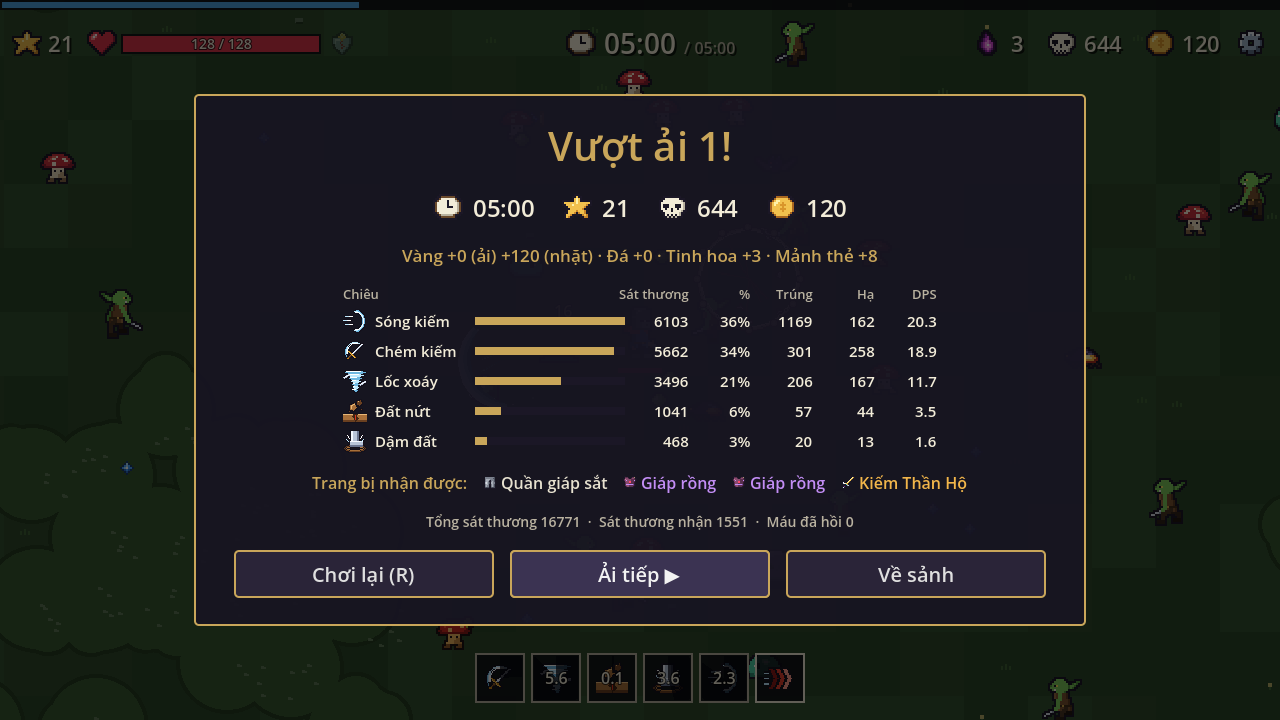 21 128 / 128 05:00 / 05:00 3 644 120
Vượt ải 1!
05:00 21 644 120
Vàng +0 (ải) +120 (nhặt) · Đá +0 · Tinh hoa +3 · Mảnh thẻ +8
Chiêu Sát thương % Trúng Hạ DPS
Sóng kiếm 6103 36% 1169 162 20.3
Chém kiếm 5662 34% 301 258 18.9
Lốc xoáy 3496 21% 206 167 11.7
Đất nứt 1041 6% 57 44 3.5
Dậm đất 468 3% 20 13 1.6
Trang bị nhận được: Quần giáp sắt Giáp rồng Giáp rồng Kiếm Thần Hộ
Tổng sát thương 16771 · Sát thương nhận 1551 · Máu đã hồi 0
Chơi lại (R) Ải tiếp ▶ Về sảnh
5.6 0.1 3.6 2.3